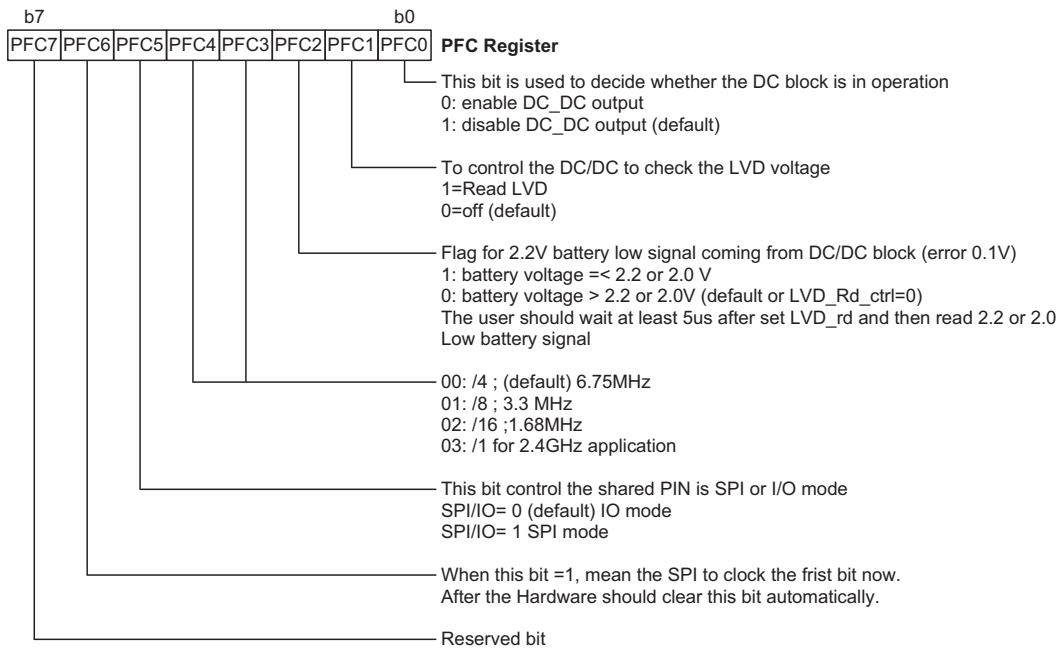 b7 b0
PFC7 PFC6 PFC5 PFC4 PFC3 PFC2 PFC1 PFC0 PFC Register
This bit is used to decide whether the DC block is in operation
0: enable DC_DC output
1: disable DC_DC output (default)
To control the DC/DC to check the LVD voltage
1=Read LVD
0=off (default)
Flag for 2.2V battery low signal coming from DC/DC block (error 0.1V)
1: battery voltage =< 2.2 or 2.0 V
0: battery voltage > 2.2 or 2.0V (default or LVD_Rd_ctrl=0)
The user should wait at least 5us after set LVD_rd and then read 2.2 or 2.0
Low battery signal
00: /4 ; (default) 6.75MHz
01: /8 ; 3.3 MHz
02: /16 ;1.68MHz
03: /1 for 2.4GHz application
This bit control the shared PIN is SPI or I/O mode
SPI/IO= 0 (default) IO mode
SPI/IO= 1 SPI mode
When this bit =1, mean the SPI to clock the frist bit now.
After the Hardware should clear this bit automatically.
Reserved bit